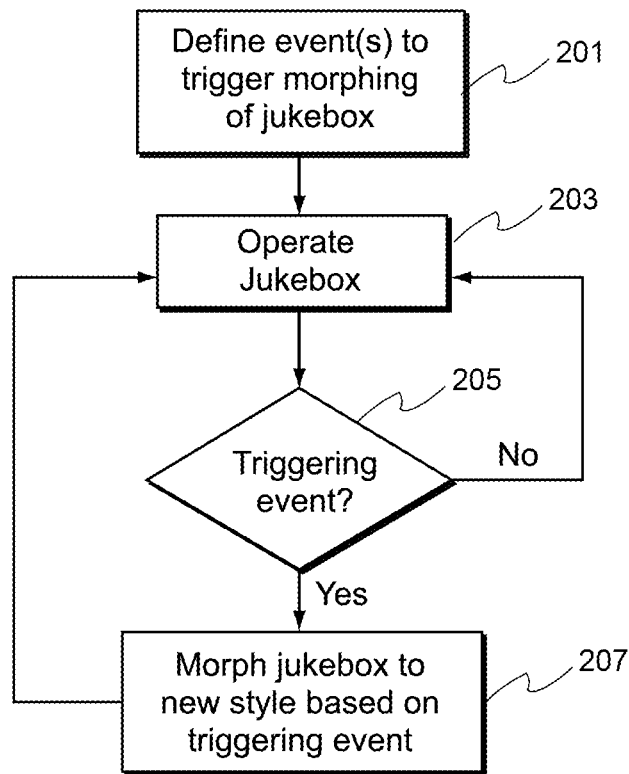 Define event(s) to
trigger morphing
of jukebox
201
Operate
Jukebox
203
Triggering
event?
205
No
Yes
Morph jukebox to
new style based on
triggering event
207